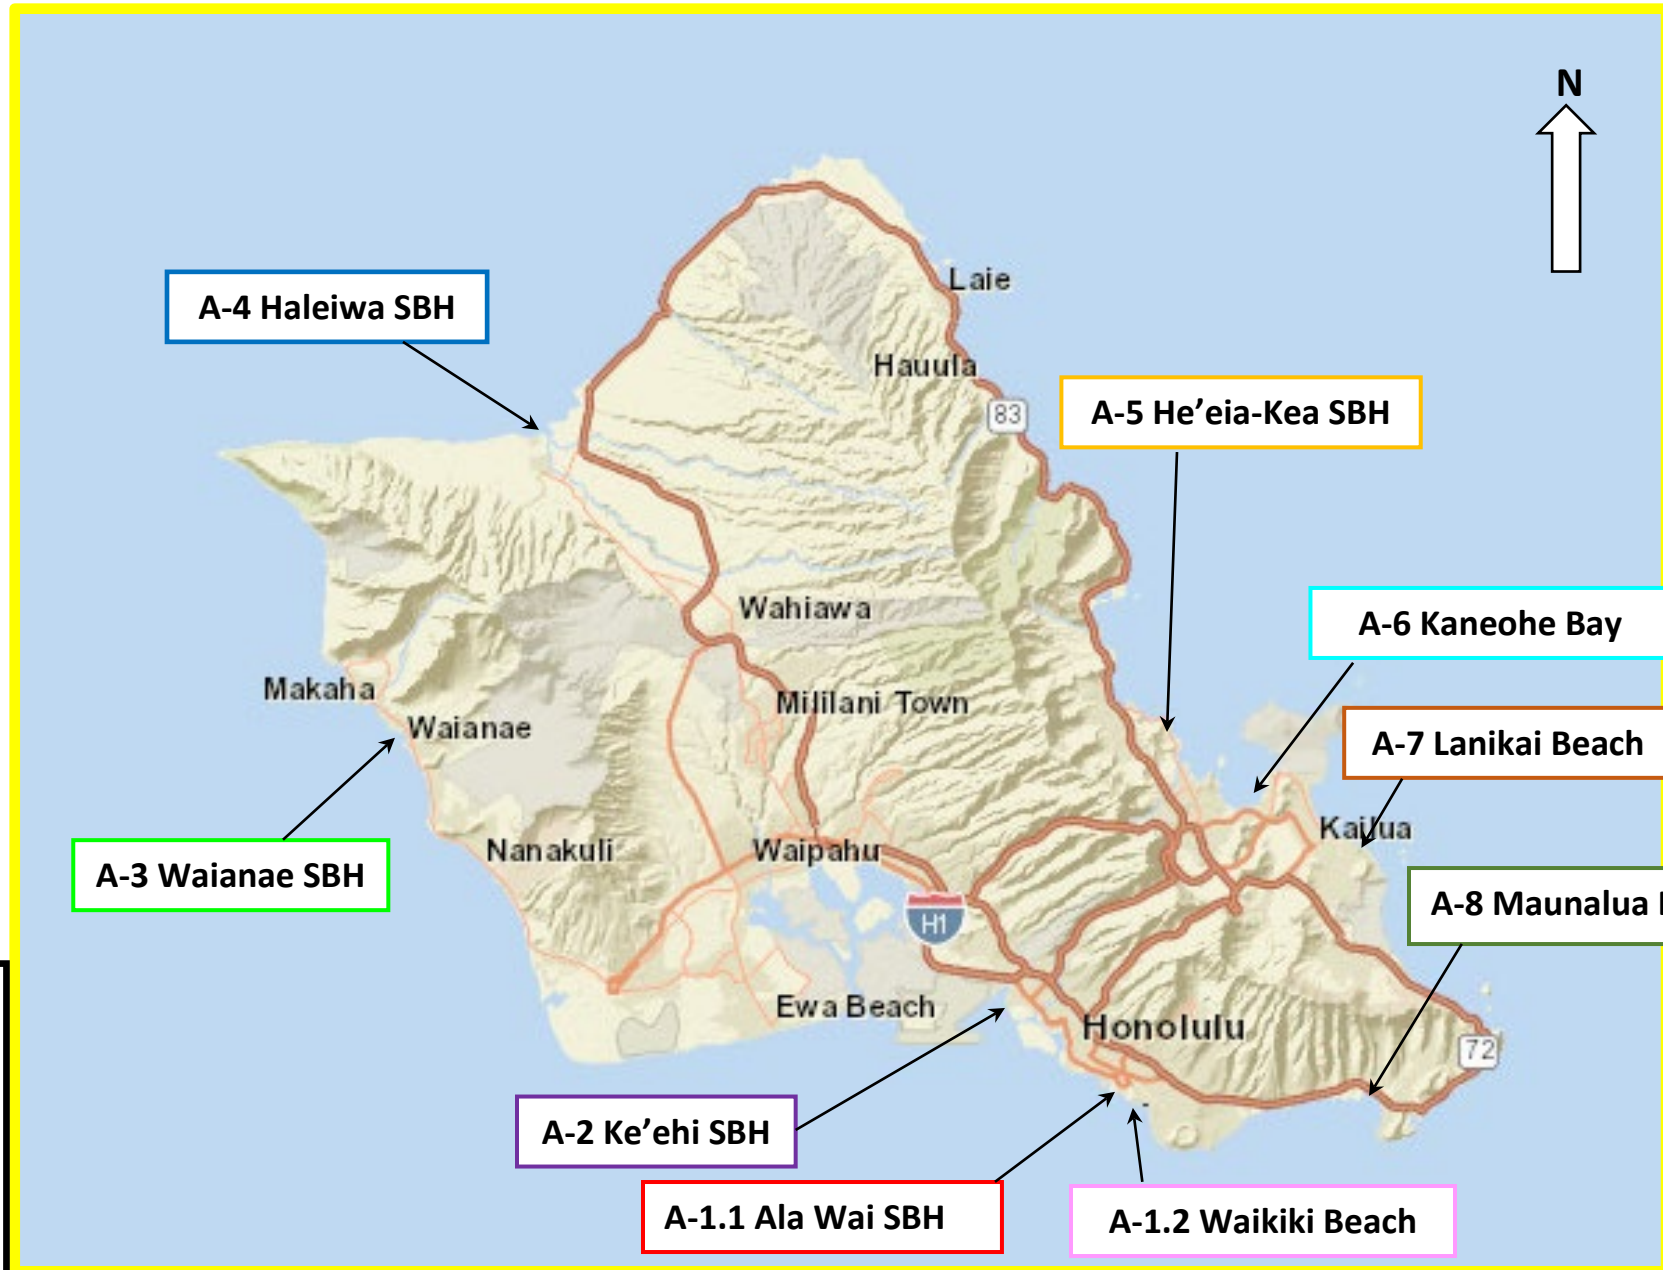 N
Laie
A-4 Haleiwa SBH
Hauula
83
A-5 He’eia-Kea SBH
Wahiawa
A-6 Kaneohe Bay
Makaha
Mililani Town
Waianae
A-7 Lanikai Beach
Kailua
Nanakuli
Waipahu
A-3 Waianae SBH
A-8 Maunalua
H1
Ewa Beach
Honolulu
72
A-2 Ke’ehi SBH
A-1.1 Ala Wai SBH
A-1.2 Waikiki Beach